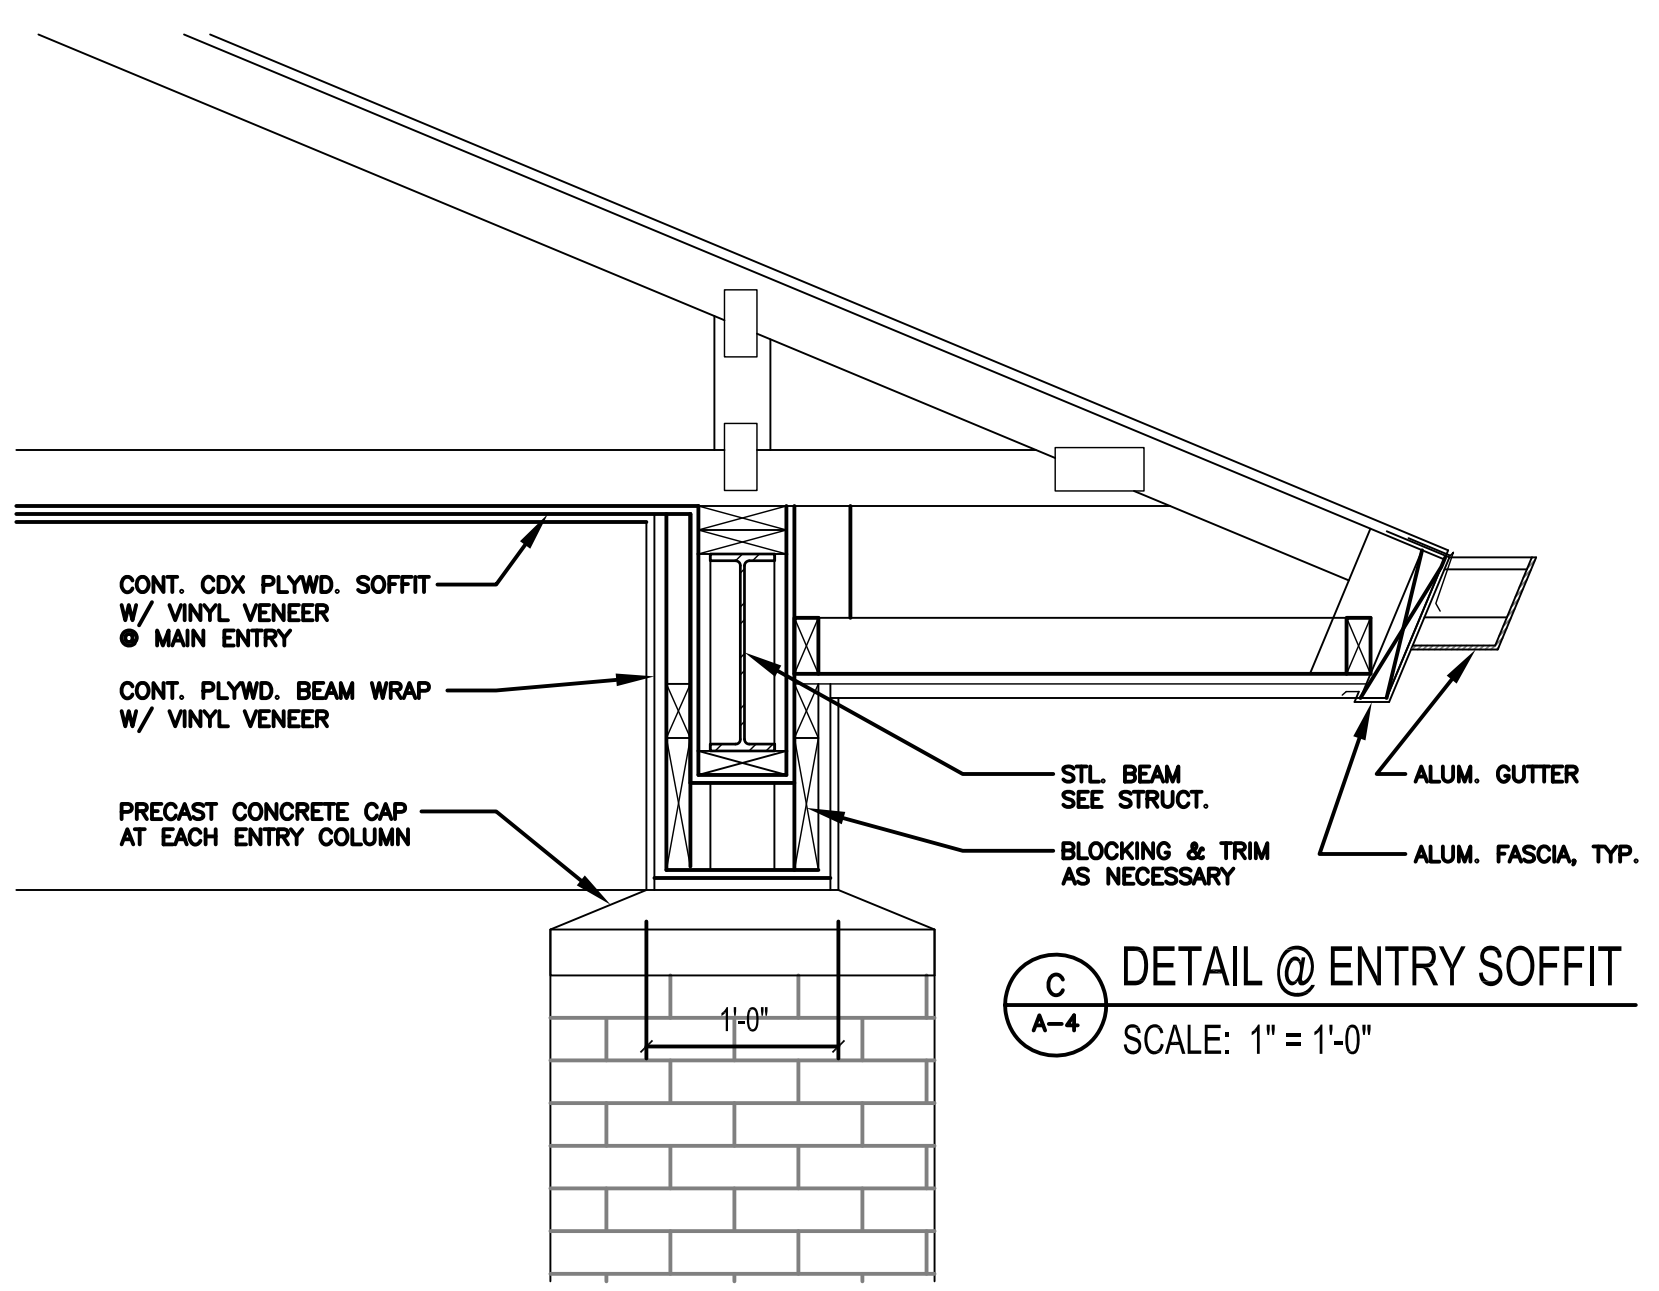 CONT. CDX PLYWD. SOFFIT
W/ VINYL VENEER
@ MAIN ENTRY
CONT. PLYWD. BEAM WRAP
W/ VINYL VENEER
PRECAST CONCRETE CAP
AT EACH ENTRY COLUMN
STL. BEAM
SEE STRUCT.
BLOCKING & TRIM
AS NECESSARY
ALUM. GUTTER
ALUM. FASCIA, TYP.
1'-0"
C
A-4
DETAIL @ ENTRY SOFFIT
SCALE: 1" = 1'-0"